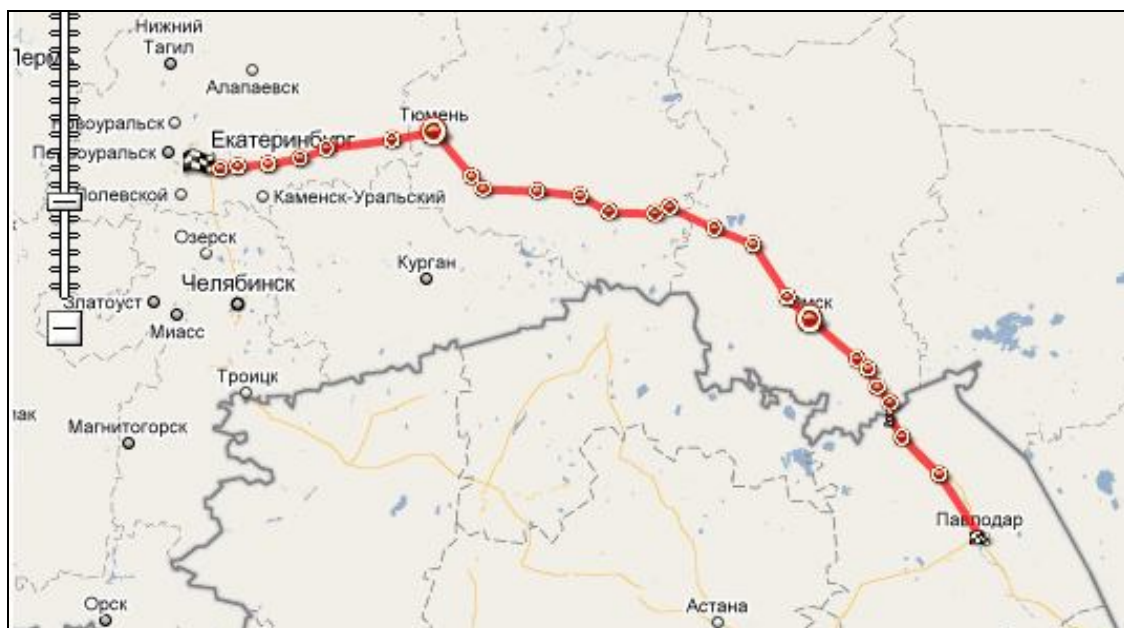 Нижний
Тагил
Алапаевск
Тюмень
Екатеринбург
Каменск-Уральский
Озерск
Курган
Челябинск
Златоуст
Миасс
Троицк
Магнитогорск
Павлодар
Орск
Астана